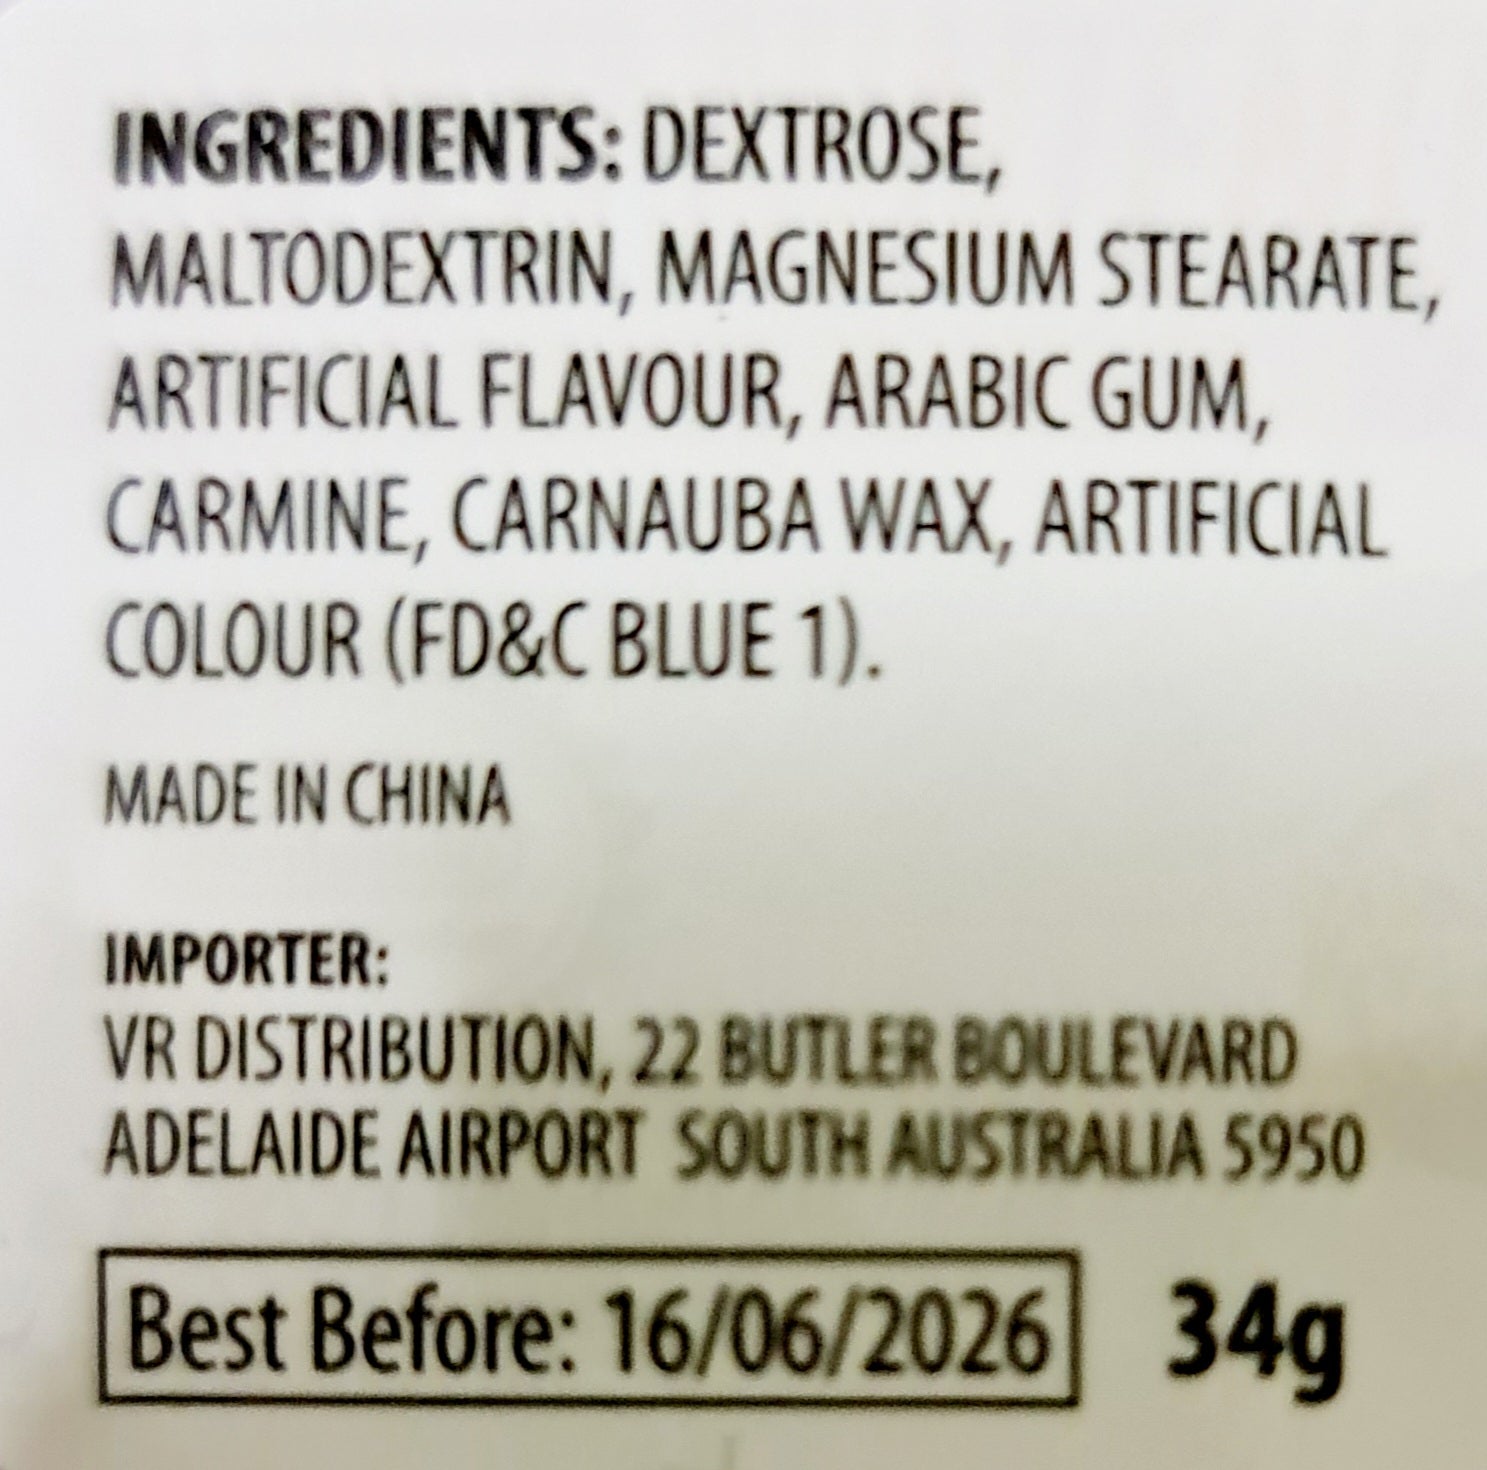 INGREDIENTS: DEXTROSE,
MALTODEXTRIN, MAGNESIUM STEARATE,
ARTIFICIAL FLAVOUR, ARABIC GUM,
CARMINE, CARNAUBA WAX, ARTIFICIAL
COLOUR (FD&C BLUE 1).
MADE IN CHINA
IMPORTER:
VR DISTRIBUTION, 22 BUTLER BOULEVARD
ADELAIDE AIRPORT SOUTH AUSTRALIA 5950
Best Before: 16/06/2026 34g